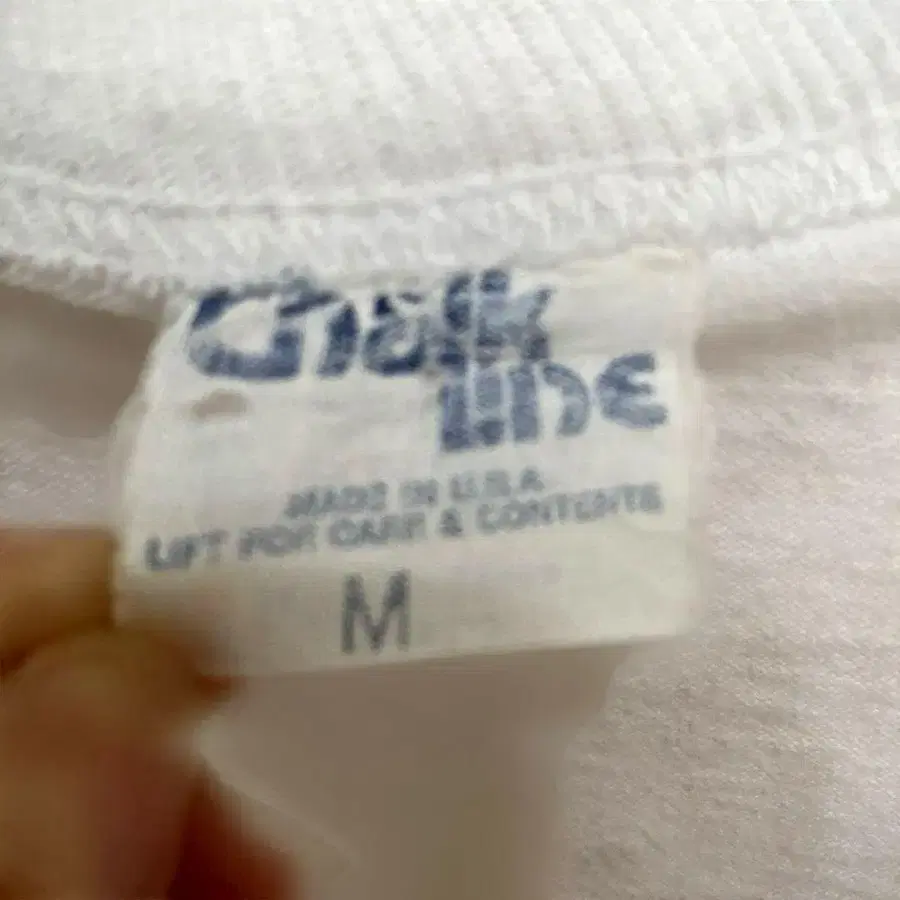 Chalk
Line
MADE IN U.S.A
LIFT FOR CARE & CONTENTS
M